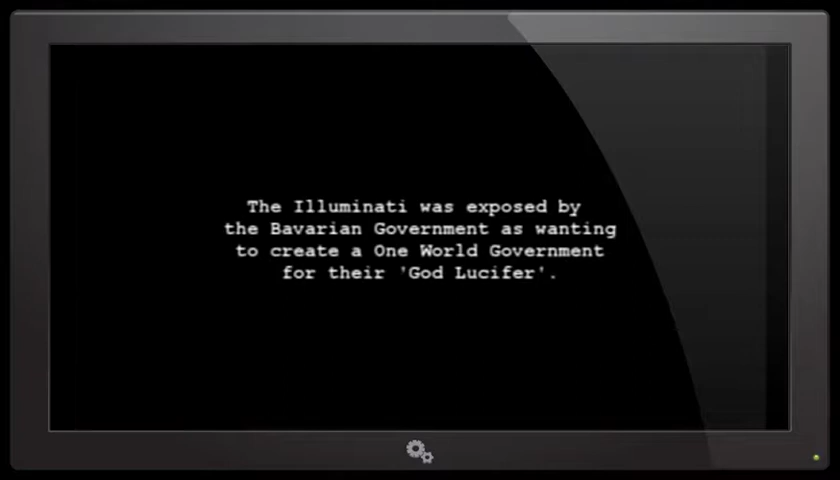 The Illuminati was exposed by
the Bavarian Government as wanting
to create a One World Government
for their 'God Lucifer'.